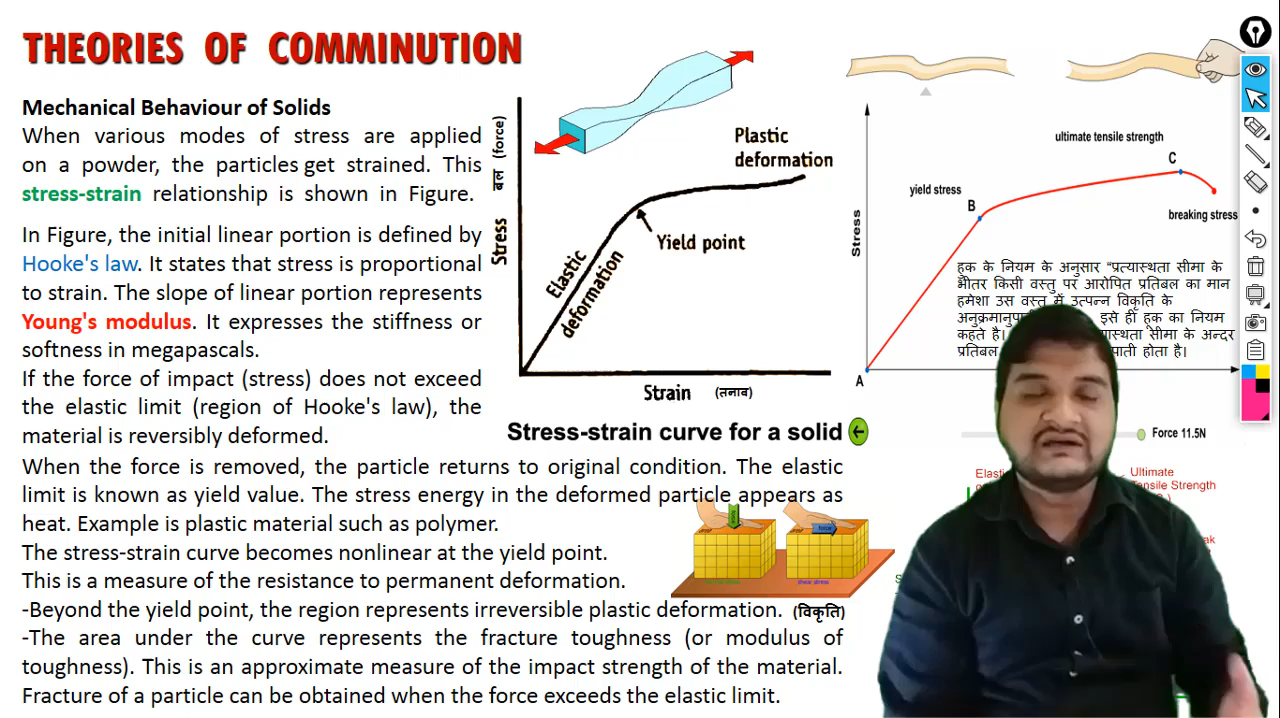 THEORIES OF COMMINUTION
Mechanical Behaviour of Solids
When various modes of stress are applied
on a powder, the particles get strained. This
stress-strain relationship is shown in Figure.
In Figure, the initial linear portion is defined by
Hooke's law. It states that stress is proportional
to strain. The slope of linear portion represents
Young's modulus. It expresses the stiffness or
softness in megapascals.
If the force of impact (stress) does not exceed
the elastic limit (region of Hooke's law), the
material is reversibly deformed.
When the force is removed, the particle returns to original condition. The elastic
limit is known as yield value. The stress energy in the deformed particle appears as
heat. Example is plastic material such as polymer.
The stress-strain curve becomes nonlinear at the yield point.
This is a measure of the resistance to permanent deformation.
-Beyond the yield point, the region represents irreversible plastic deformation. (विकृति)
-The area under the curve represents the fracture toughness (or modulus of
toughness). This is an approximate measure of the impact strength of the material.
Fracture of a particle can be obtained when the force exceeds the elastic limit.
Stress बल (force)
Plastic
deformation
Yield point
Elastic
deformation
Strain (तनाब)
Stress-strain curve for a solid
ultimate tensile strength
C
yield stress
B
breaking stress
Stress
हुक के नियम के अनुसार "प्रत्यास्थता सीमा के
भीतर किसी वस्तु पर आरोपित प्रतिबल का मान
हमेशा उस वस्तु में उत्पन्न विकृति के
इसे ही हूक का नियम
कहते है।
सीमा के अन्दर
प्रतिबल
होता है।
A
Force 11.5N
Ultimate
Tensile Strength
force
shear stress